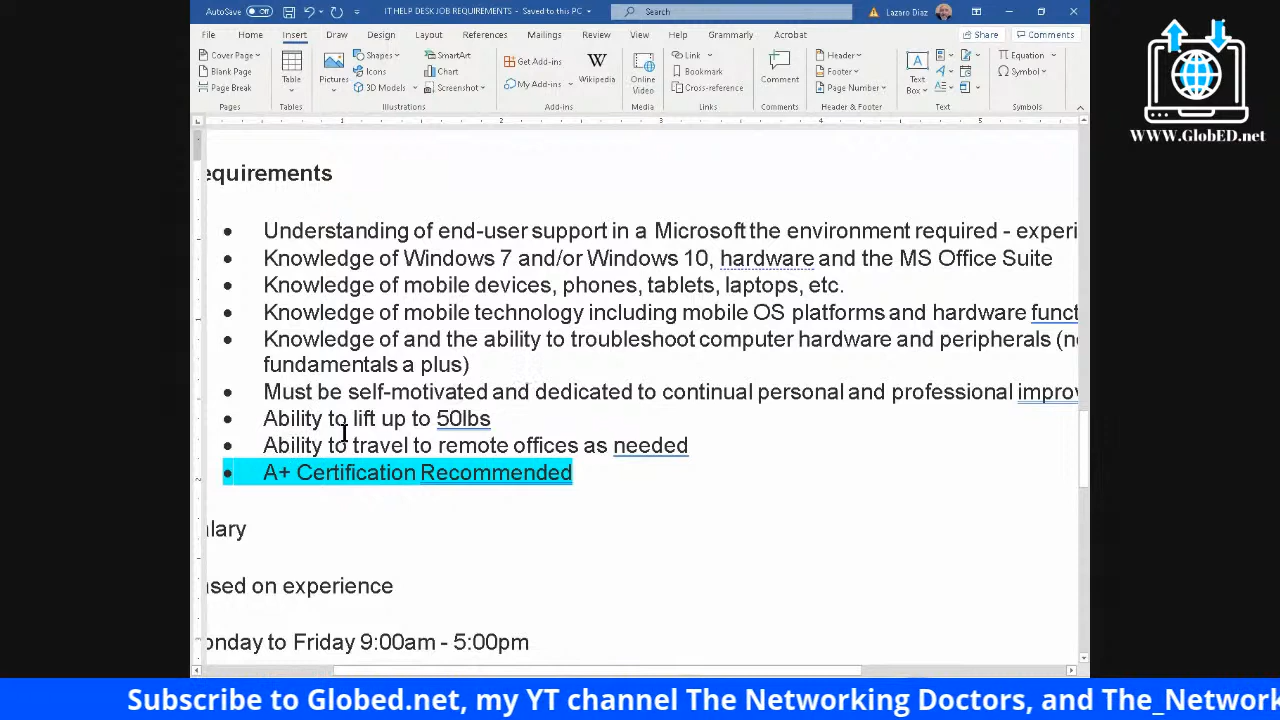 AutoSave Off IT HELP DESK JOB REQUIREMENTS - Saved to this PC Search Lazaro Diaz
File Home Insert Draw Design Layout References Mailings Review View Help Grammarly Acrobat Share Comments
Cover Page Blank Page Page Break Pages
Table Tables
Pictures Shapes Icons 3D Models SmartArt Chart Screenshot Illustrations
Get Add-ins My Add-ins Wikipedia Add-ins
Online Video Media
Link Bookmark Cross-reference Links
Comment Comments
Header Footer Page Number Header & Footer
Text Box Text
Equation Symbol Symbols
WWW.GlobED.net
equirements
• Understanding of end-user support in a Microsoft the environment required - experi
• Knowledge of Windows 7 and/or Windows 10, hardware and the MS Office Suite
• Knowledge of mobile devices, phones, tablets, laptops, etc.
• Knowledge of mobile technology including mobile OS platforms and hardware funct
• Knowledge of and the ability to troubleshoot computer hardware and peripherals (ne
fundamentals a plus)
• Must be self-motivated and dedicated to continual personal and professional improv
• Ability to lift up to 50lbs
• Ability to travel to remote offices as needed
• A+ Certification Recommended
alary
ased on experience
onday to Friday 9:00am - 5:00pm
Subscribe to Globed.net, my YT channel The Networking Doctors, and The_Network